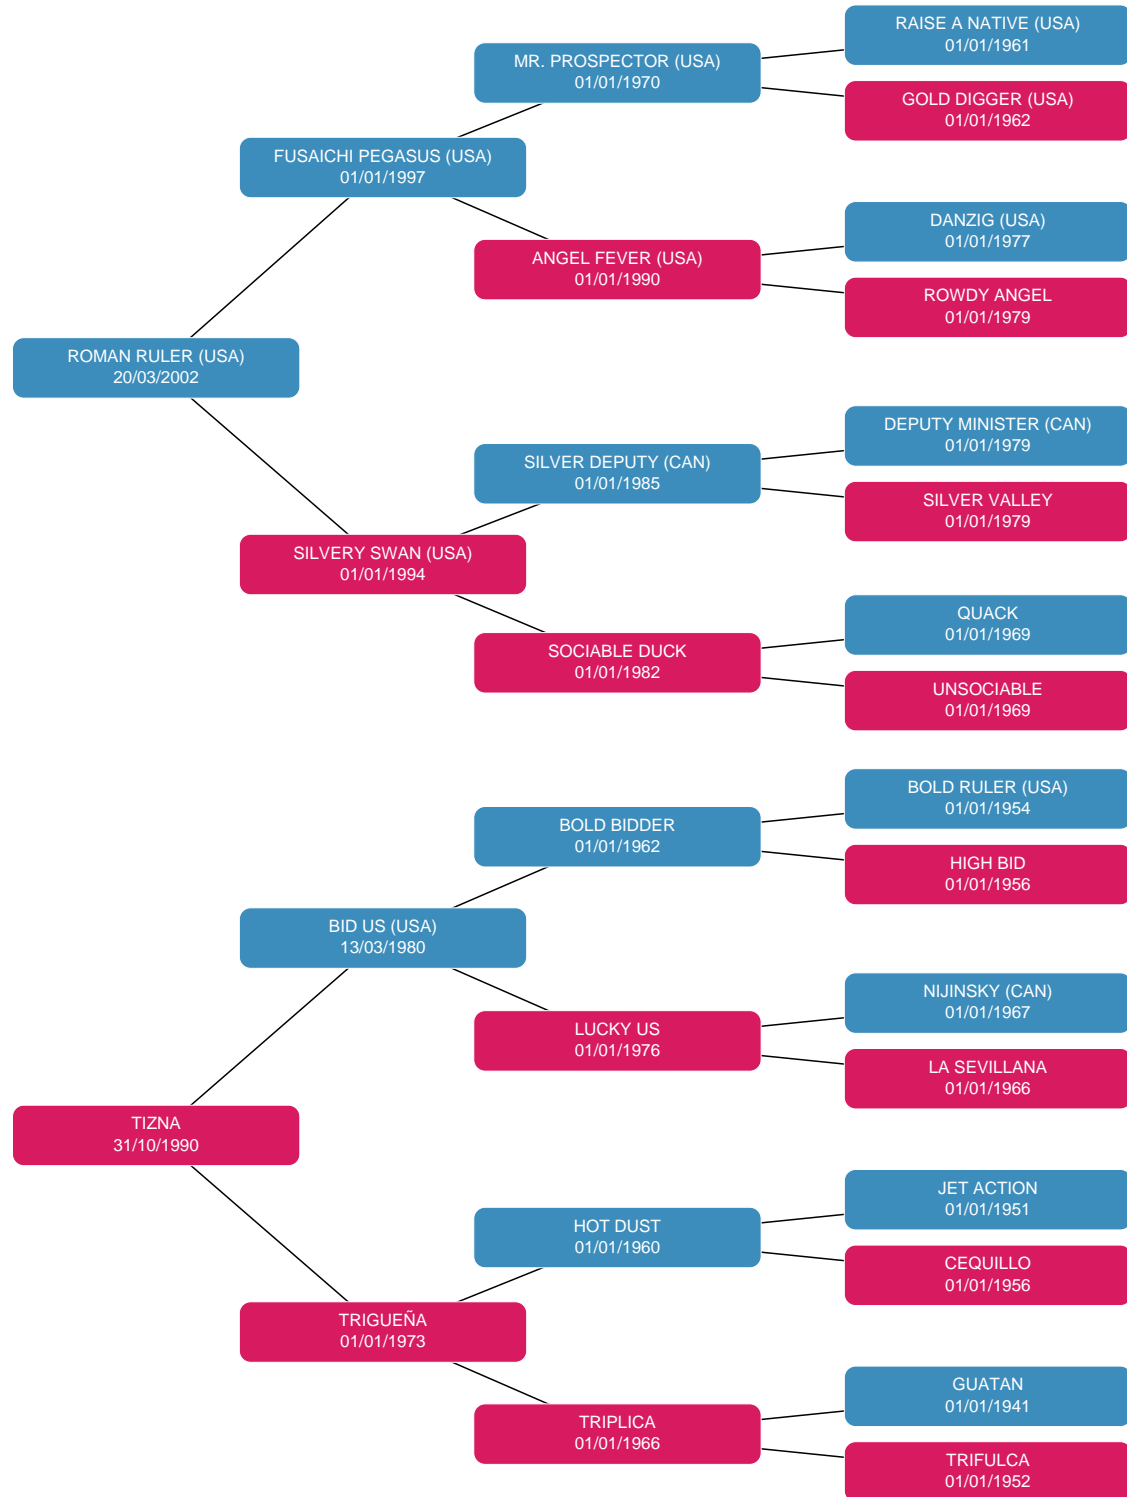 RAISE A NATIVE (USA)
01/01/1961
MR. PROSPECTOR (USA)
01/01/1970
GOLD DIGGER (USA)
01/01/1962
FUSAICHI PEGASUS (USA)
01/01/1997
DANZIG (USA)
01/01/1977
ANGEL FEVER (USA)
01/01/1990
ROWDY ANGEL
01/01/1979
ROMAN RULER (USA)
20/03/2002
DEPUTY MINISTER (CAN)
01/01/1979
SILVER DEPUTY (CAN)
01/01/1985
SILVER VALLEY
01/01/1979
SILVERY SWAN (USA)
01/01/1994
QUACK
01/01/1969
SOCIABLE DUCK
01/01/1982
UNSOCIABLE
01/01/1969
BOLD RULER (USA)
01/01/1954
BOLD BIDDER
01/01/1962
HIGH BID
01/01/1956
BID US (USA)
13/03/1980
NIJINSKY (CAN)
01/01/1967
LUCKY US
01/01/1976
LA SEVILLANA
01/01/1966
TIZNA
31/10/1990
JET ACTION
01/01/1951
HOT DUST
01/01/1960
CEQUILLO
01/01/1956
TRIGUEÑA
01/01/1973
GUATAN
01/01/1941
TRIPLICA
01/01/1966
TRIFULCA
01/01/1952